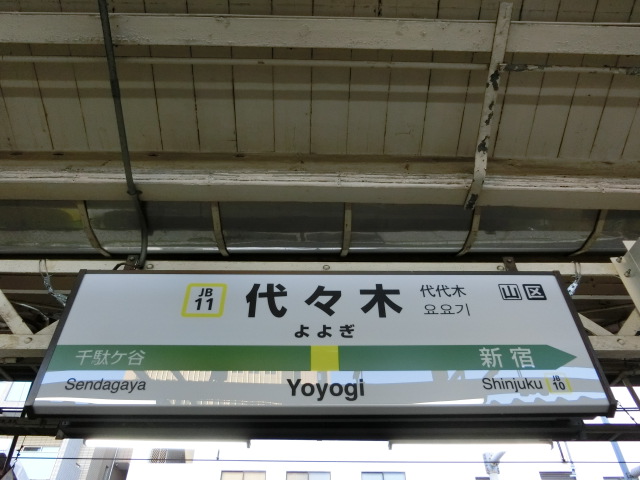 JB 11 代々木 代代木 山 区
よよぎ 요요기
千駄ケ谷 新宿
Sendagaya Yoyogi Shinjuku JB 10